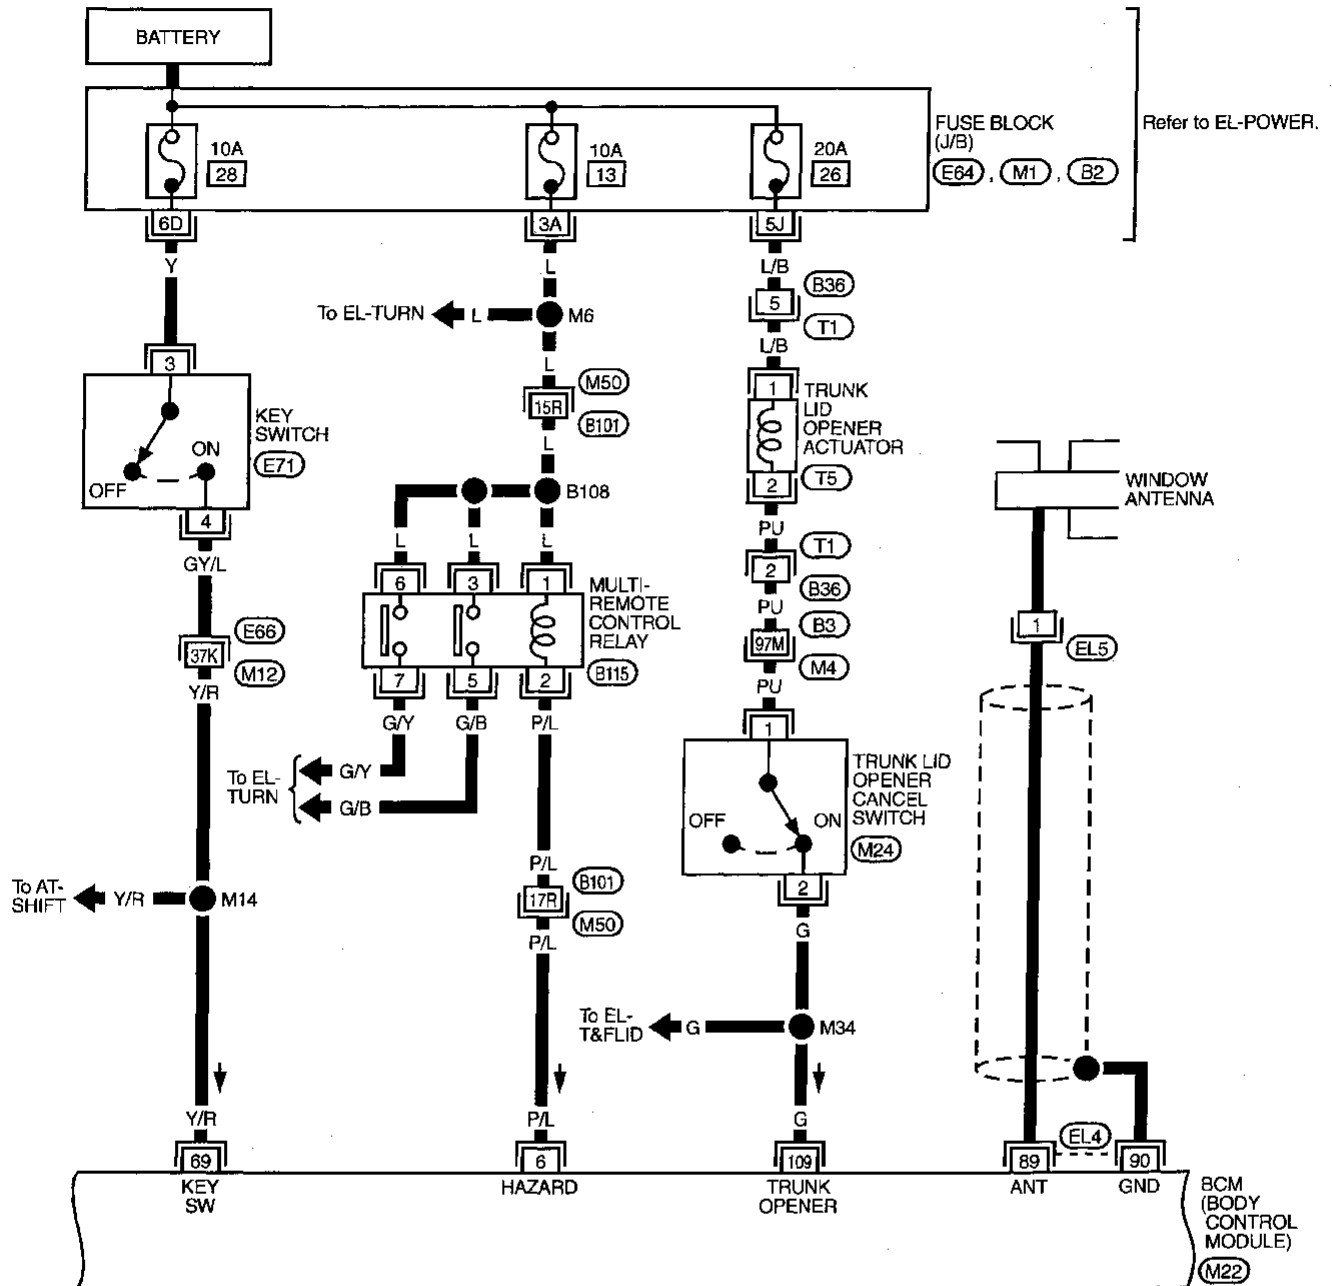 BATTERY
FUSE BLOCK
(J/B)
E64 , M1 , B2
Refer to EL-POWER.
10A
28
10A
13
20A
26
6D
3A
5J
Y
L
L/B
B36
5
T1
To EL-TURN
L
M6
L/B
3
L
1
TRUNK
LID
OPENER
ACTUATOR
M50
15R
B101
KEY
SWITCH
E71
ON
OFF
L
2
T5
4
B108
WINDOW
ANTENNA
GY/L
L
L
L
PU
T1
2
B36
6
3
1
MULTI-
REMOTE
CONTROL
RELAY
B115
PU
B3
97M
M4
E66
37K
M12
1
EL5
Y/R
7
5
2
PU
G/Y
G/B
P/L
1
To EL-
TURN
G/Y
G/B
TRUNK LID
OPENER
CANCEL
SWITCH
M24
OFF
ON
P/L
B101
17R
M50
P/L
2
To AT-
SHIFT
Y/R
M14
G
To EL-
T&FLID
G
M34
Y/R
P/L
G
EL4
69
6
109
89
90
KEY
SW
HAZARD
TRUNK
OPENER
ANT
GND
BCM
(BODY
CONTROL
MODULE)
M22